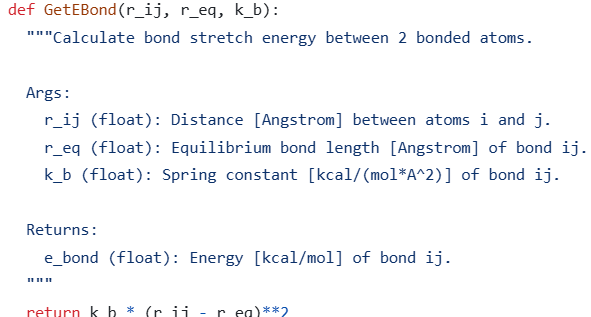 def GetEBond(r_ij, r_eq, k_b):
"""Calculate bond stretch energy between 2 bonded atoms.
Args:
r_ij (float): Distance [Angstrom] between atoms i and j.
r_eq (float): Equilibrium bond length [Angstrom] of bond ij.
k_b (float): Spring constant [kcal/(mol*A^2)] of bond ij.
Returns:
e_bond (float): Energy [kcal/mol] of bond ij.
"""
return k_b * (r_ij - r_eq)**2